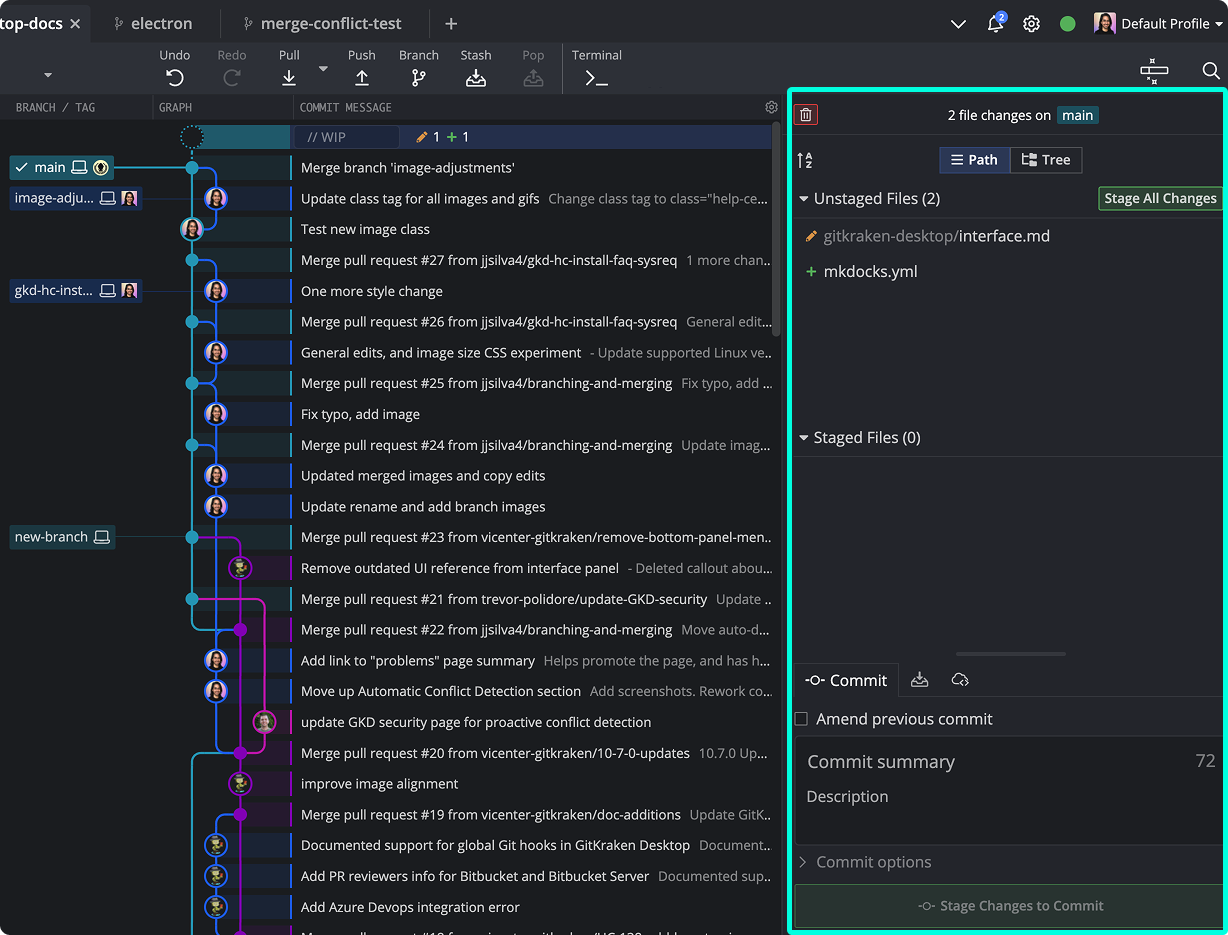 top-docs
electron
merge-conflict-test
2
Default Profile
Undo Redo Pull Push Branch Stash Pop Terminal
BRANCH / TAG GRAPH COMMIT MESSAGE
// WIP 1 + 1
main Merge branch 'image-adjustments'
image-adju... Update class tag for all images and gifs Change class tag to class="help-ce...
Test new image class
Merge pull request #27 from jjsilva4/gkd-hc-install-faq-sysreq 1 more chan...
gkd-hc-inst... One more style change
Merge pull request #26 from jjsilva4/gkd-hc-install-faq-sysreq General edit...
General edits, and image size CSS experiment - Update supported Linux ve...
Merge pull request #25 from jjsilva4/branching-and-merging Fix typo, add ...
Fix typo, add image
Merge pull request #24 from jjsilva4/branching-and-merging Update imag...
Updated merged images and copy edits
Update rename and add branch images
new-branch Merge pull request #23 from vicenter-gitkraken/remove-bottom-panel-men...
Remove outdated UI reference from interface panel - Deleted callout abou...
Merge pull request #21 from trevor-polidore/update-GKD-security Update ...
Merge pull request #22 from jjsilva4/branching-and-merging Move auto-d...
Add link to "problems" page summary Helps promote the page, and has h...
Move up Automatic Conflict Detection section Add screenshots. Rework co...
update GKD security page for proactive conflict detection
Merge pull request #20 from vicenter-gitkraken/10-7-0-updates 10.7.0 Up...
improve image alignment
Merge pull request #19 from vicenter-gitkraken/doc-additions Update GitK...
Documented support for global Git hooks in GitKraken Desktop Document...
Add PR reviewers info for Bitbucket and Bitbucket Server Documented sup...
Add Azure Devops integration error
2 file changes on main
Path Tree
Unstaged Files (2) Stage All Changes
gitkraken-desktop/interface.md
+ mkdocks.yml
Staged Files (0)
Commit
Amend previous commit
Commit summary 72
Description
Commit options
Stage Changes to Commit